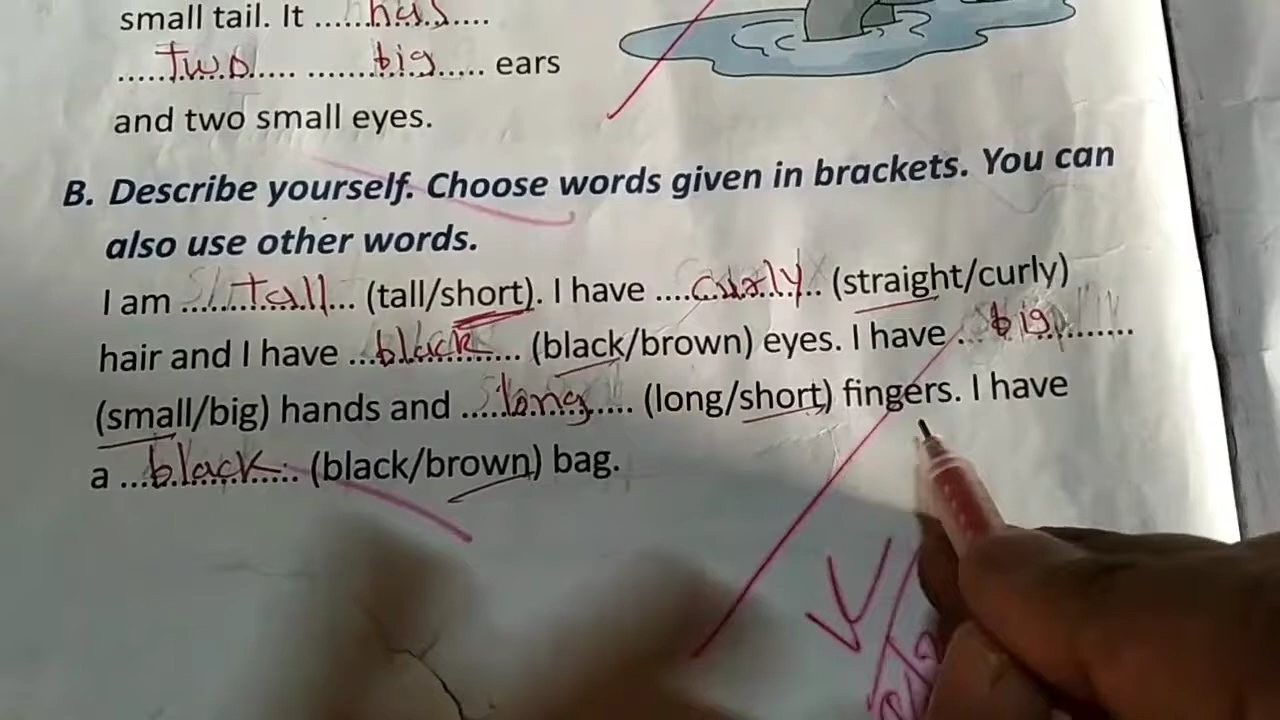 small tail. It ......has......
......two...... ......big...... ears
and two small eyes.
B. Describe yourself. Choose words given in brackets. You can
also use other words.
I am ......tall... (tall/short). I have ....curly... (straight/curly)
hair and I have ...black... (black/brown) eyes. I have ...big.........
(small/big) hands and .....long..... (long/short) fingers. I have
a ...black... (black/brown) bag.